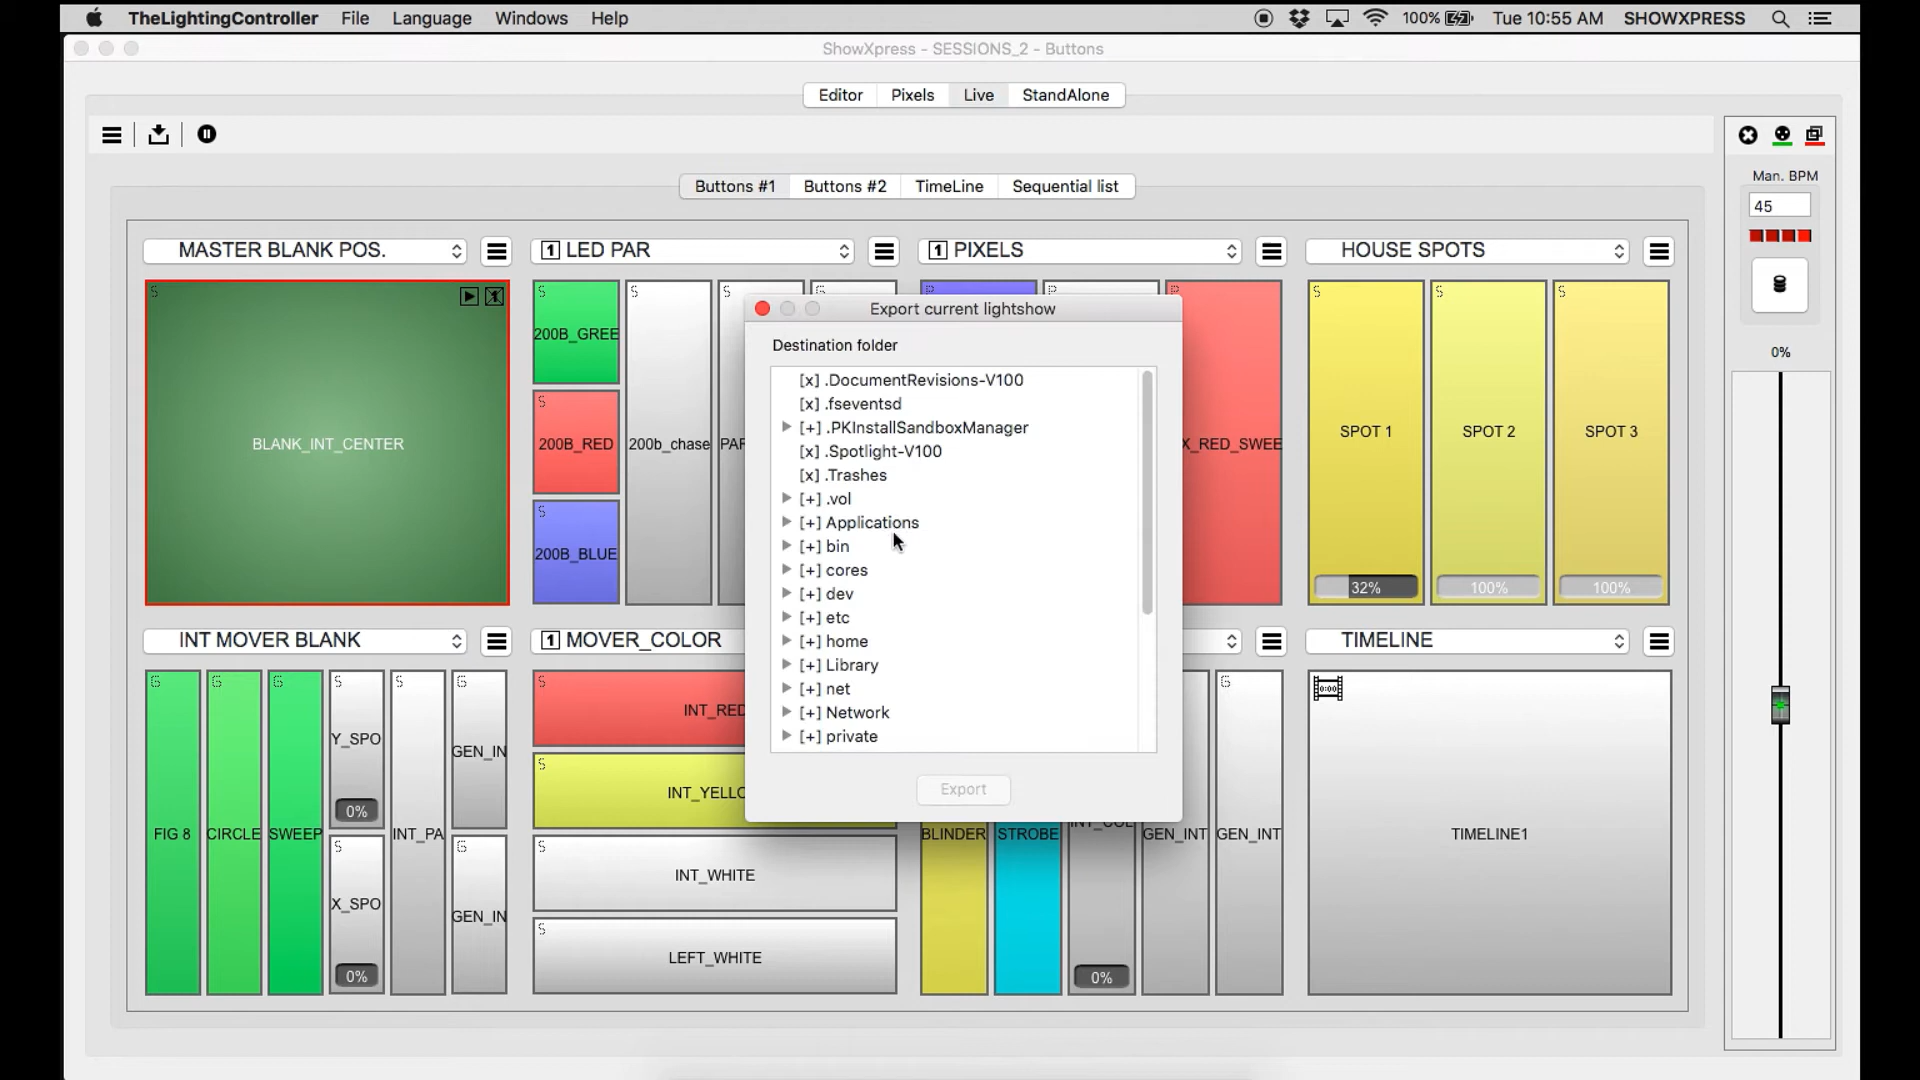 TheLightingController File Language Windows Help 100% Tue 10:55 AM SHOWXPRESS
ShowXpress - SESSIONS_2 - Buttons
Editor Pixels Live StandAlone
Man. BPM
45
Buttons #1 Buttons #2 TimeLine Sequential list
MASTER BLANK POS. 1 LED PAR 1 PIXELS HOUSE SPOTS
S
BLANK_INT_CENTER
S
200B_GREE
S
200B_RED
S
200B_BLUE
S
200b_chase
S
PAR
G
P
P
P
X_RED_SWEE
S
SPOT 1
32%
S
SPOT 2
100%
S
SPOT 3
100%
0%
Export current lightshow
Destination folder
[x] .DocumentRevisions-V100
[x] .fseventsd
[+] .PKInstallSandboxManager
[x] .Spotlight-V100
[x] .Trashes
[+] .vol
[+] Applications
[+] bin
[+] cores
[+] dev
[+] etc
[+] home
[+] Library
[+] net
[+] Network
[+] private
Export
INT MOVER BLANK 1 MOVER_COLOR TIMELINE
G
FIG 8
G
CIRCLE
G
SWEEP
S
Y_SPO
0%
S
X_SPO
0%
S
INT_PA
G
GEN_IN
G
GEN_IN
S
INT_RED
S
INT_YELLO
S
INT_WHITE
S
LEFT_WHITE
BLINDER
STROBE
INT_COL
0%
GEN_INT
G
GEN_INT
0:00
TIMELINE1